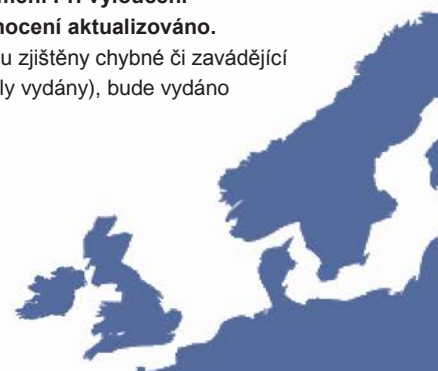 vyloučení
nocení aktualizováno.
u zjištěny chybné či zavádějící
ly vydány), bude vydáno